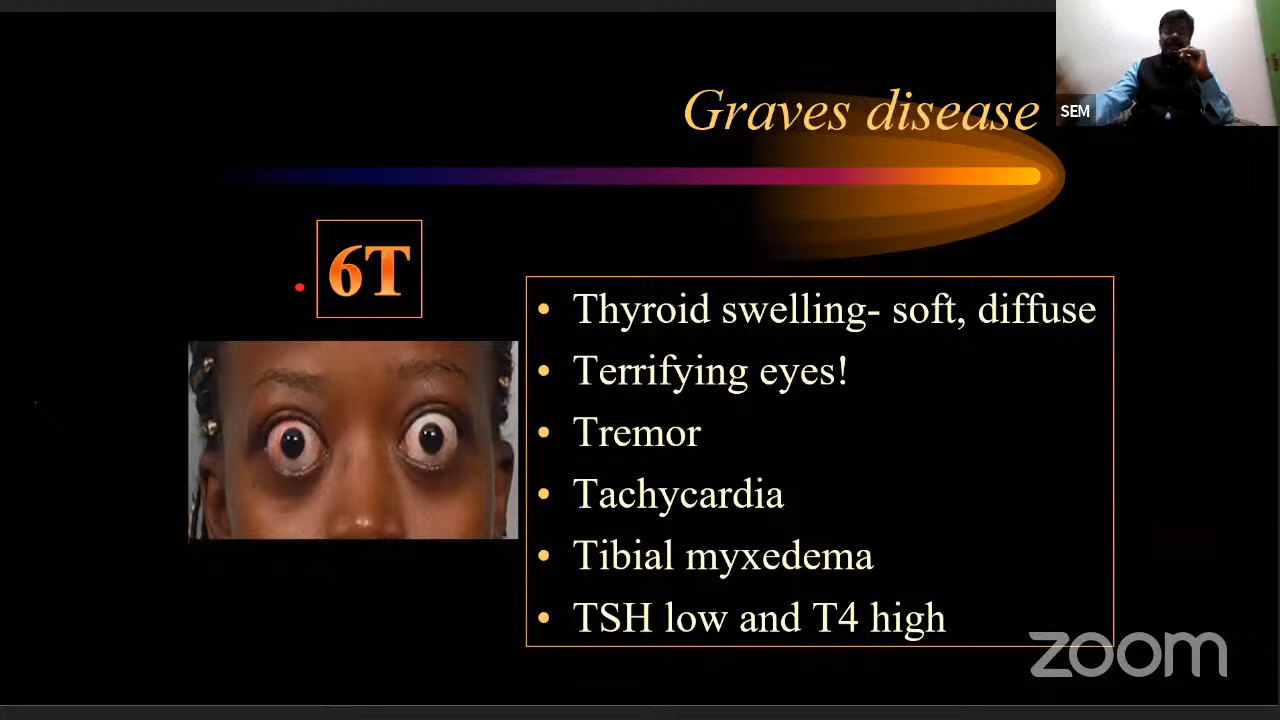 SEM
Graves disease
6T
• Thyroid swelling- soft, diffuse
• Terrifying eyes!
• Tremor
• Tachycardia
• Tibial myxedema
• TSH low and T4 high
zoom